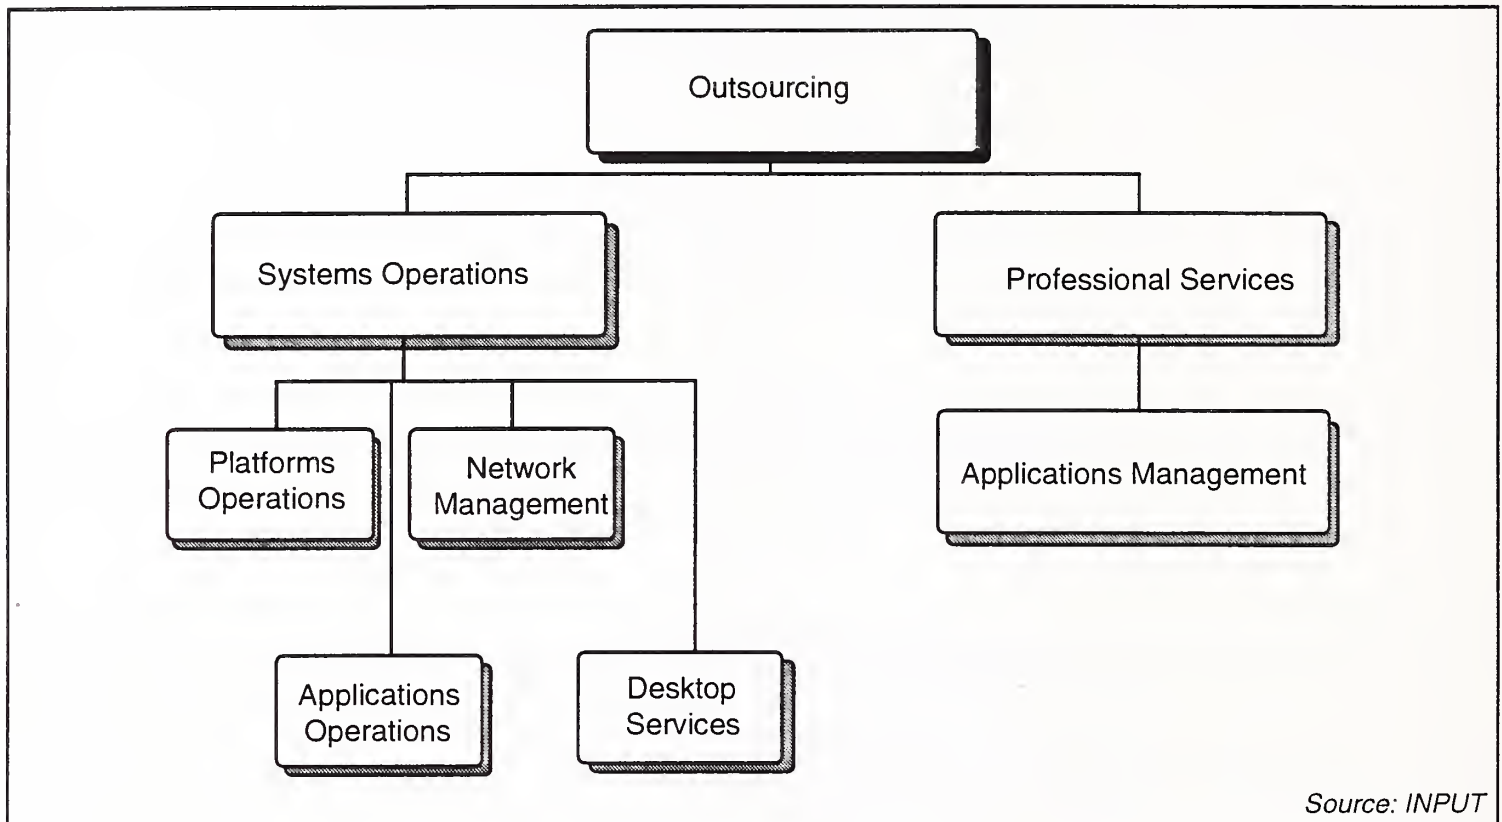 Outsourcing
Systems Operations
Professional Services
Platforms
Operations
Network
Management
Applications Management
Applications
Operations
Desktop
Services
Source: INPUT